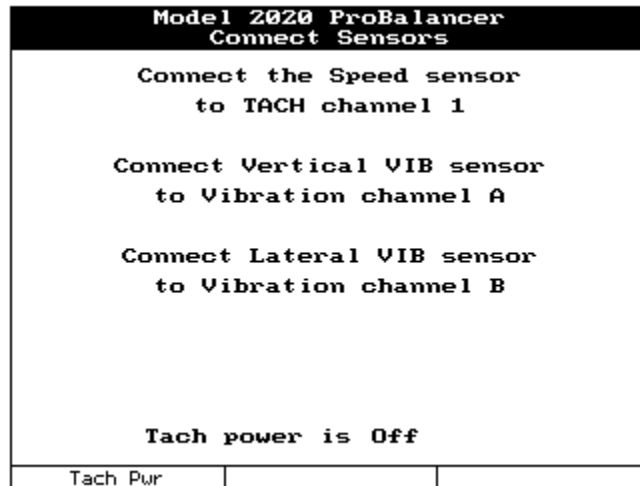 Model 2020 ProBalancer
Connect Sensors
Connect the Speed sensor
to TACH channel 1
Connect Vertical VIB sensor
to Vibration channel A
Connect Lateral VIB sensor
to Vibration channel B
Tach power is Off
Tach Pwr